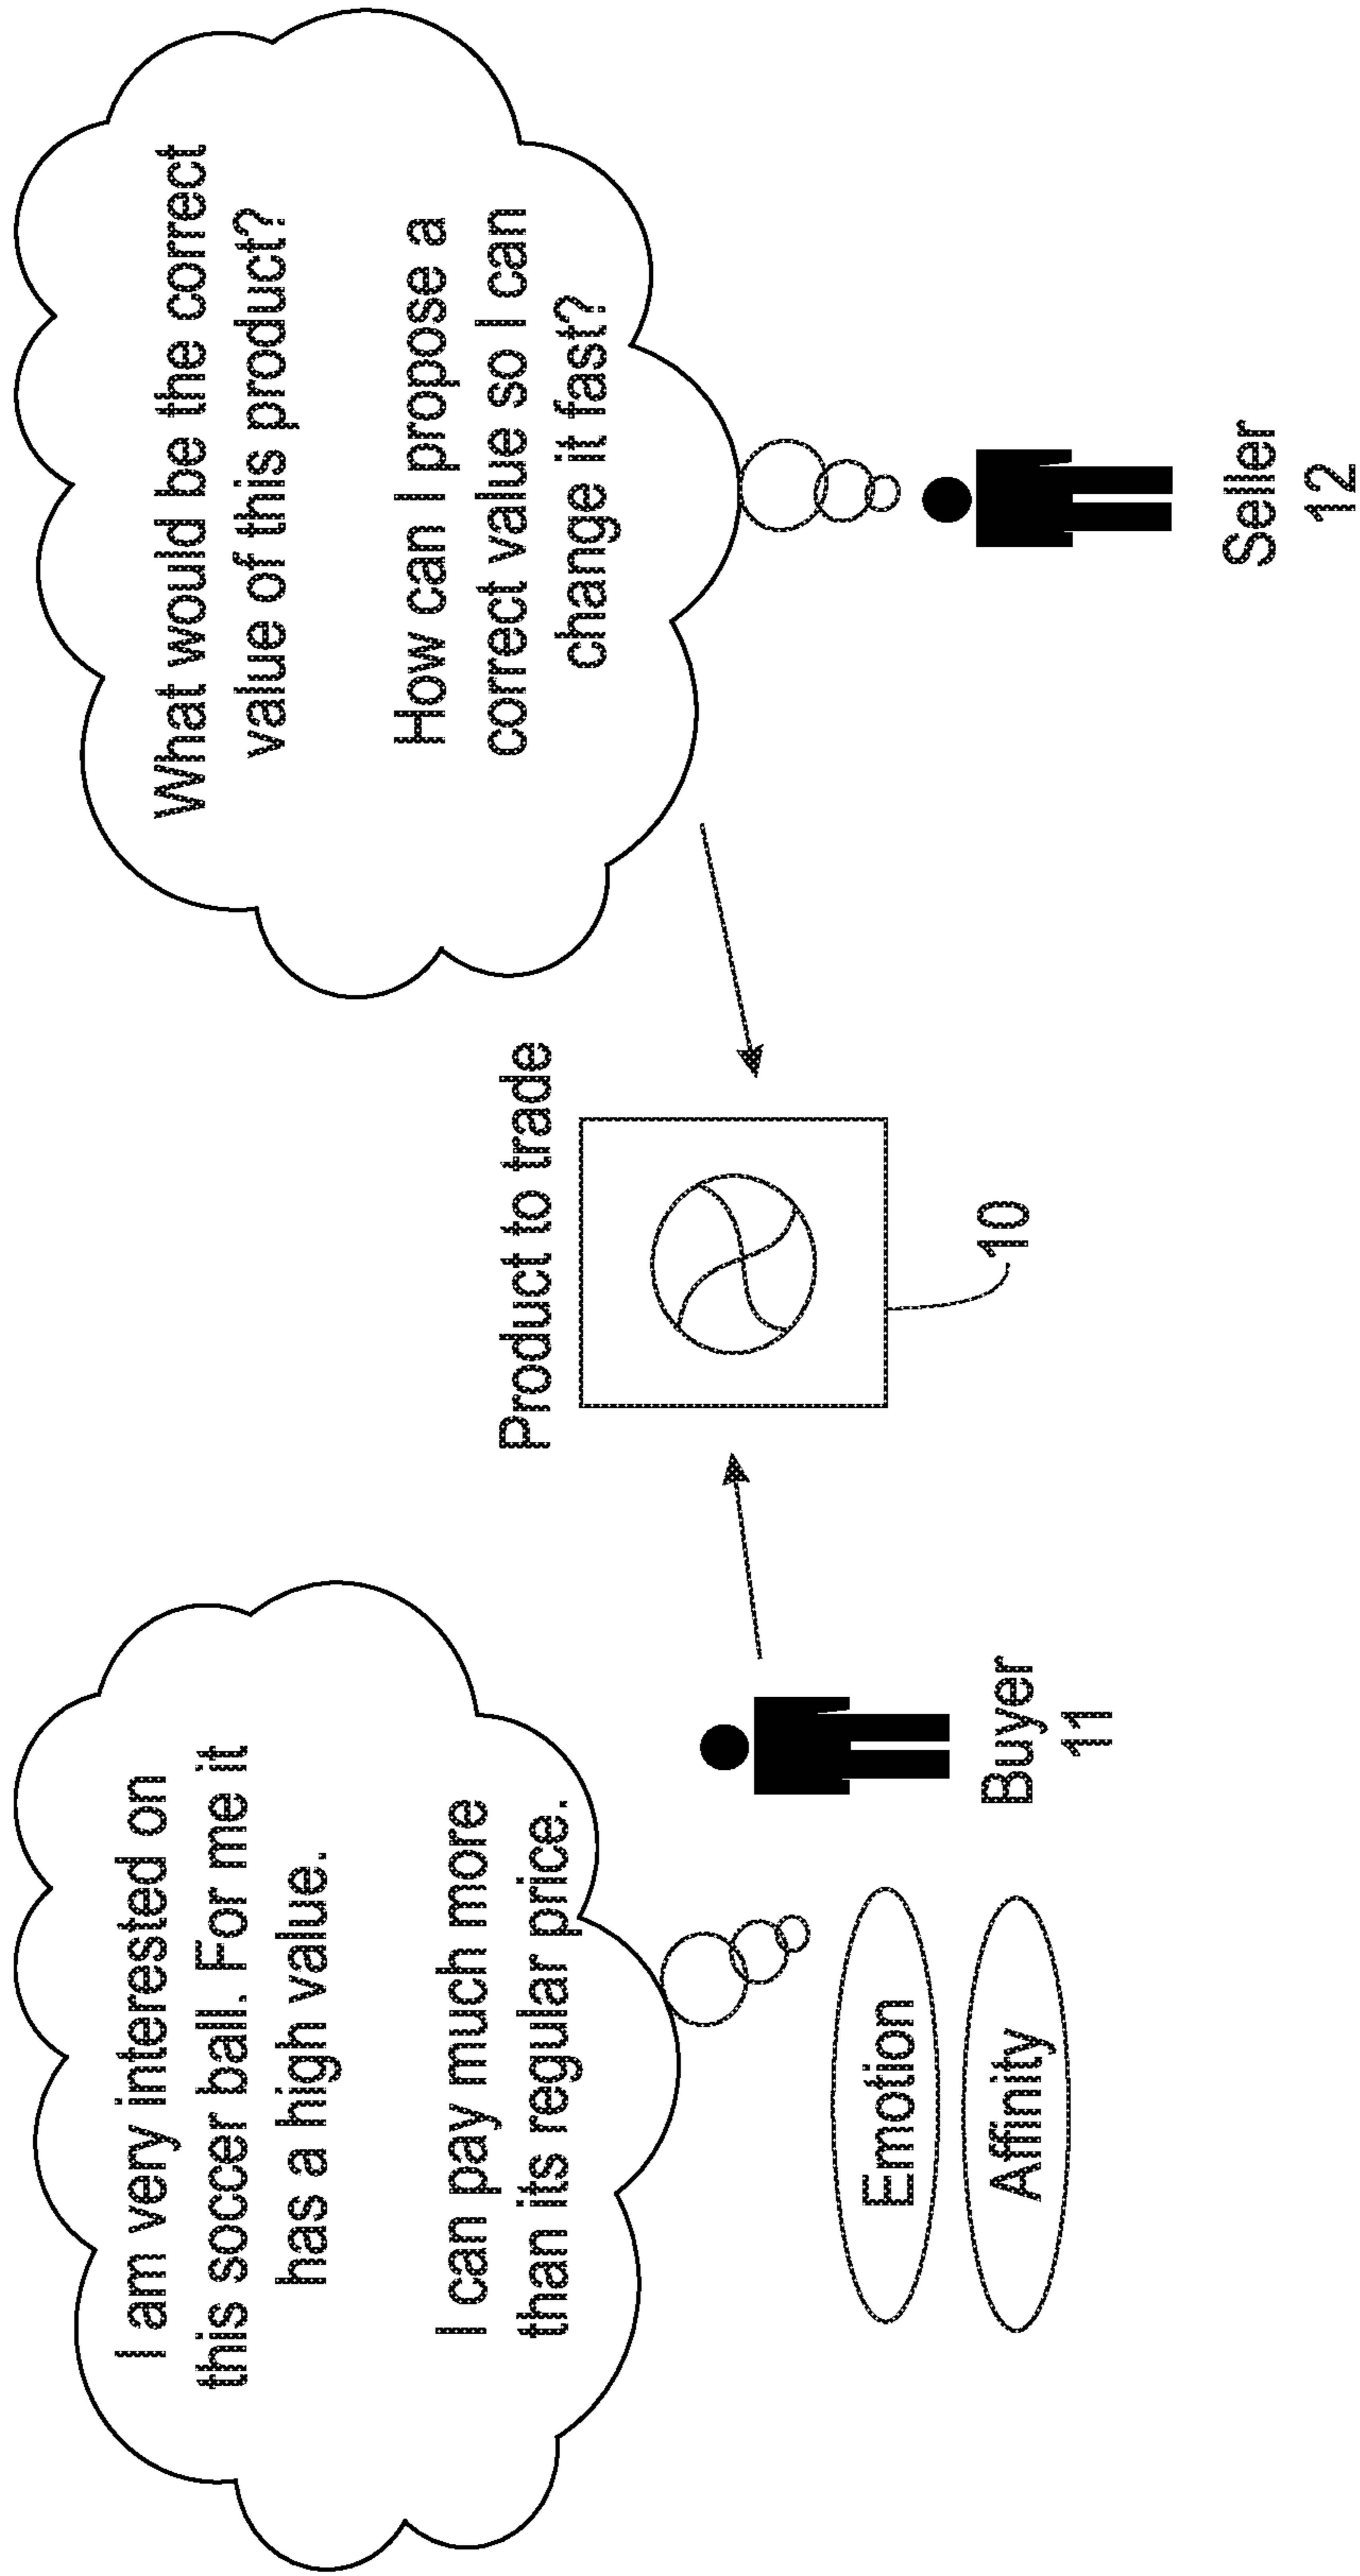 I am very interested on
this soccer ball. For me it
has a high value.
I can pay much more
than its regular price.
Emotion
Affinity
Buyer
11
Product to trade
10
What would be the correct
value of this product?
How can I propose a
correct value so I can
change it fast?
Seller
12